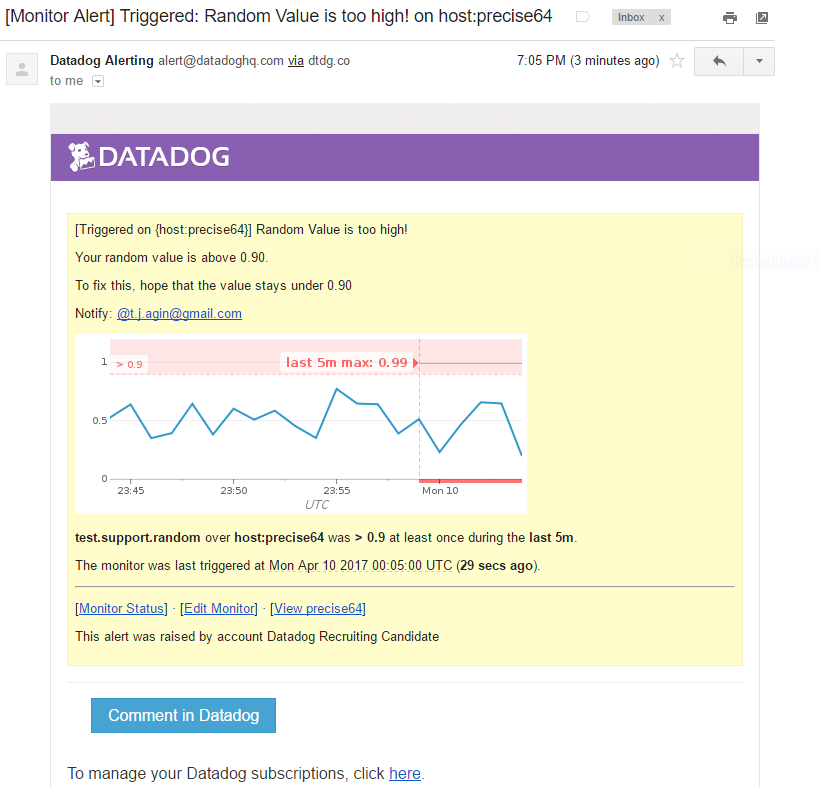 [Monitor Alert] Triggered: Random Value is too high! on host:precise64 Inbox x
Datadog Alerting alert@datadoghq.com via dtdg.co 7:05 PM (3 minutes ago)
to me
DATADOG
[Triggered on {host:precise64}] Random Value is too high!
Your random value is above 0.90.
Rectangular S
To fix this, hope that the value stays under 0.90
Notify: @t.j.agin@gmail.com
1 > 0.9 last 5m max: 0.99
0.5
0
23:45 23:50 23:55 Mon 10
UTC
test.support.random over host:precise64 was > 0.9 at least once during the last 5m.
The monitor was last triggered at Mon Apr 10 2017 00:05:00 UTC (29 secs ago).
[Monitor Status] · [Edit Monitor] · [View precise64]
This alert was raised by account Datadog Recruiting Candidate
Comment in Datadog
To manage your Datadog subscriptions, click here.